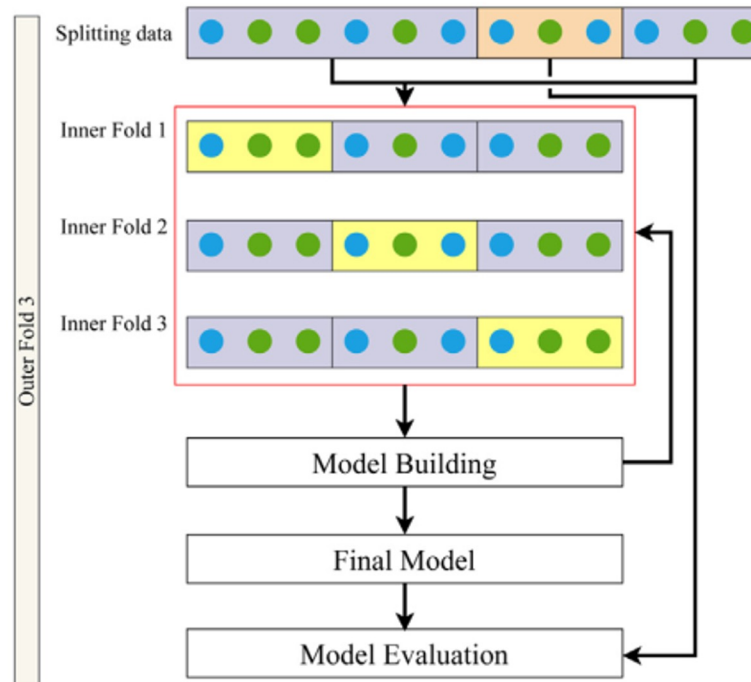 Splitting data
Inner Fold 1
Inner Fold 2
Inner Fold 3
Outer Fold 3
Model Building
Final Model
Model Evaluation